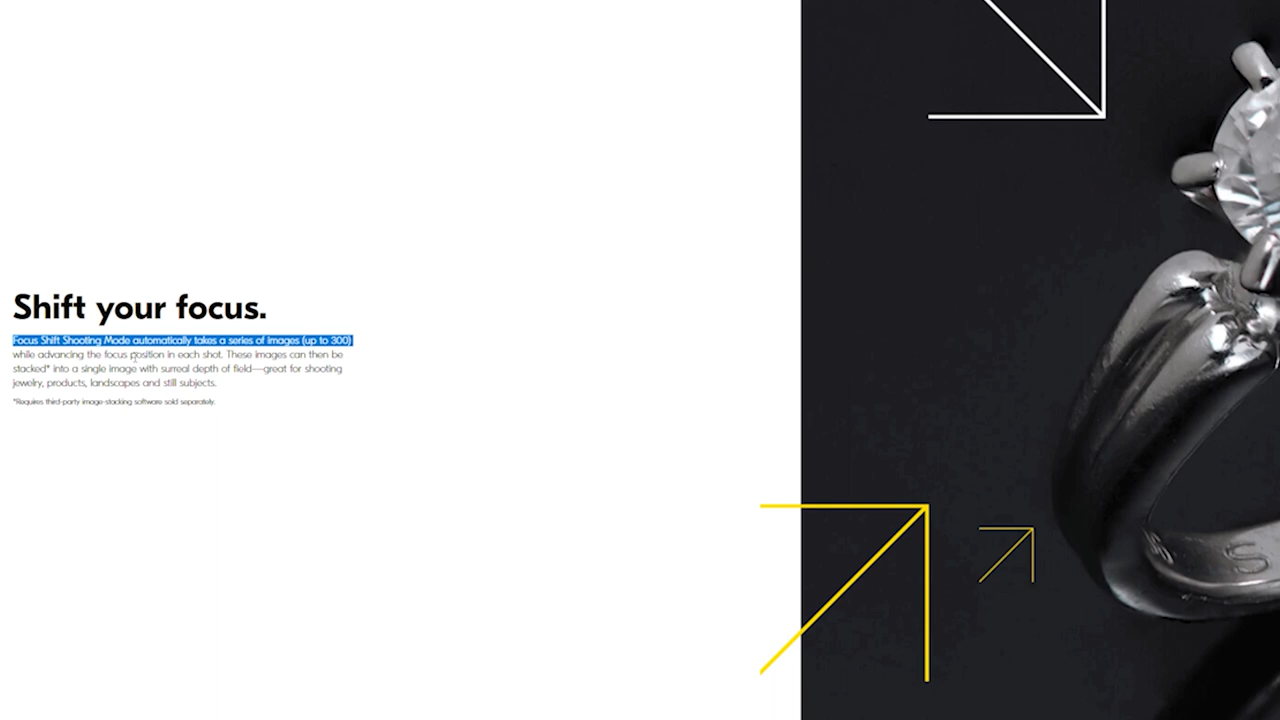 Shift your focus.
Focus Shift Shooting Mode automatically takes a series of images (up to 300)
while advancing the focus position in each shot. These images can then be
stacked* into a single image with surreal depth of field—great for shooting
jewelry, products, landscapes and still subjects.
*Requires third-party image-stacking software sold separately.
S